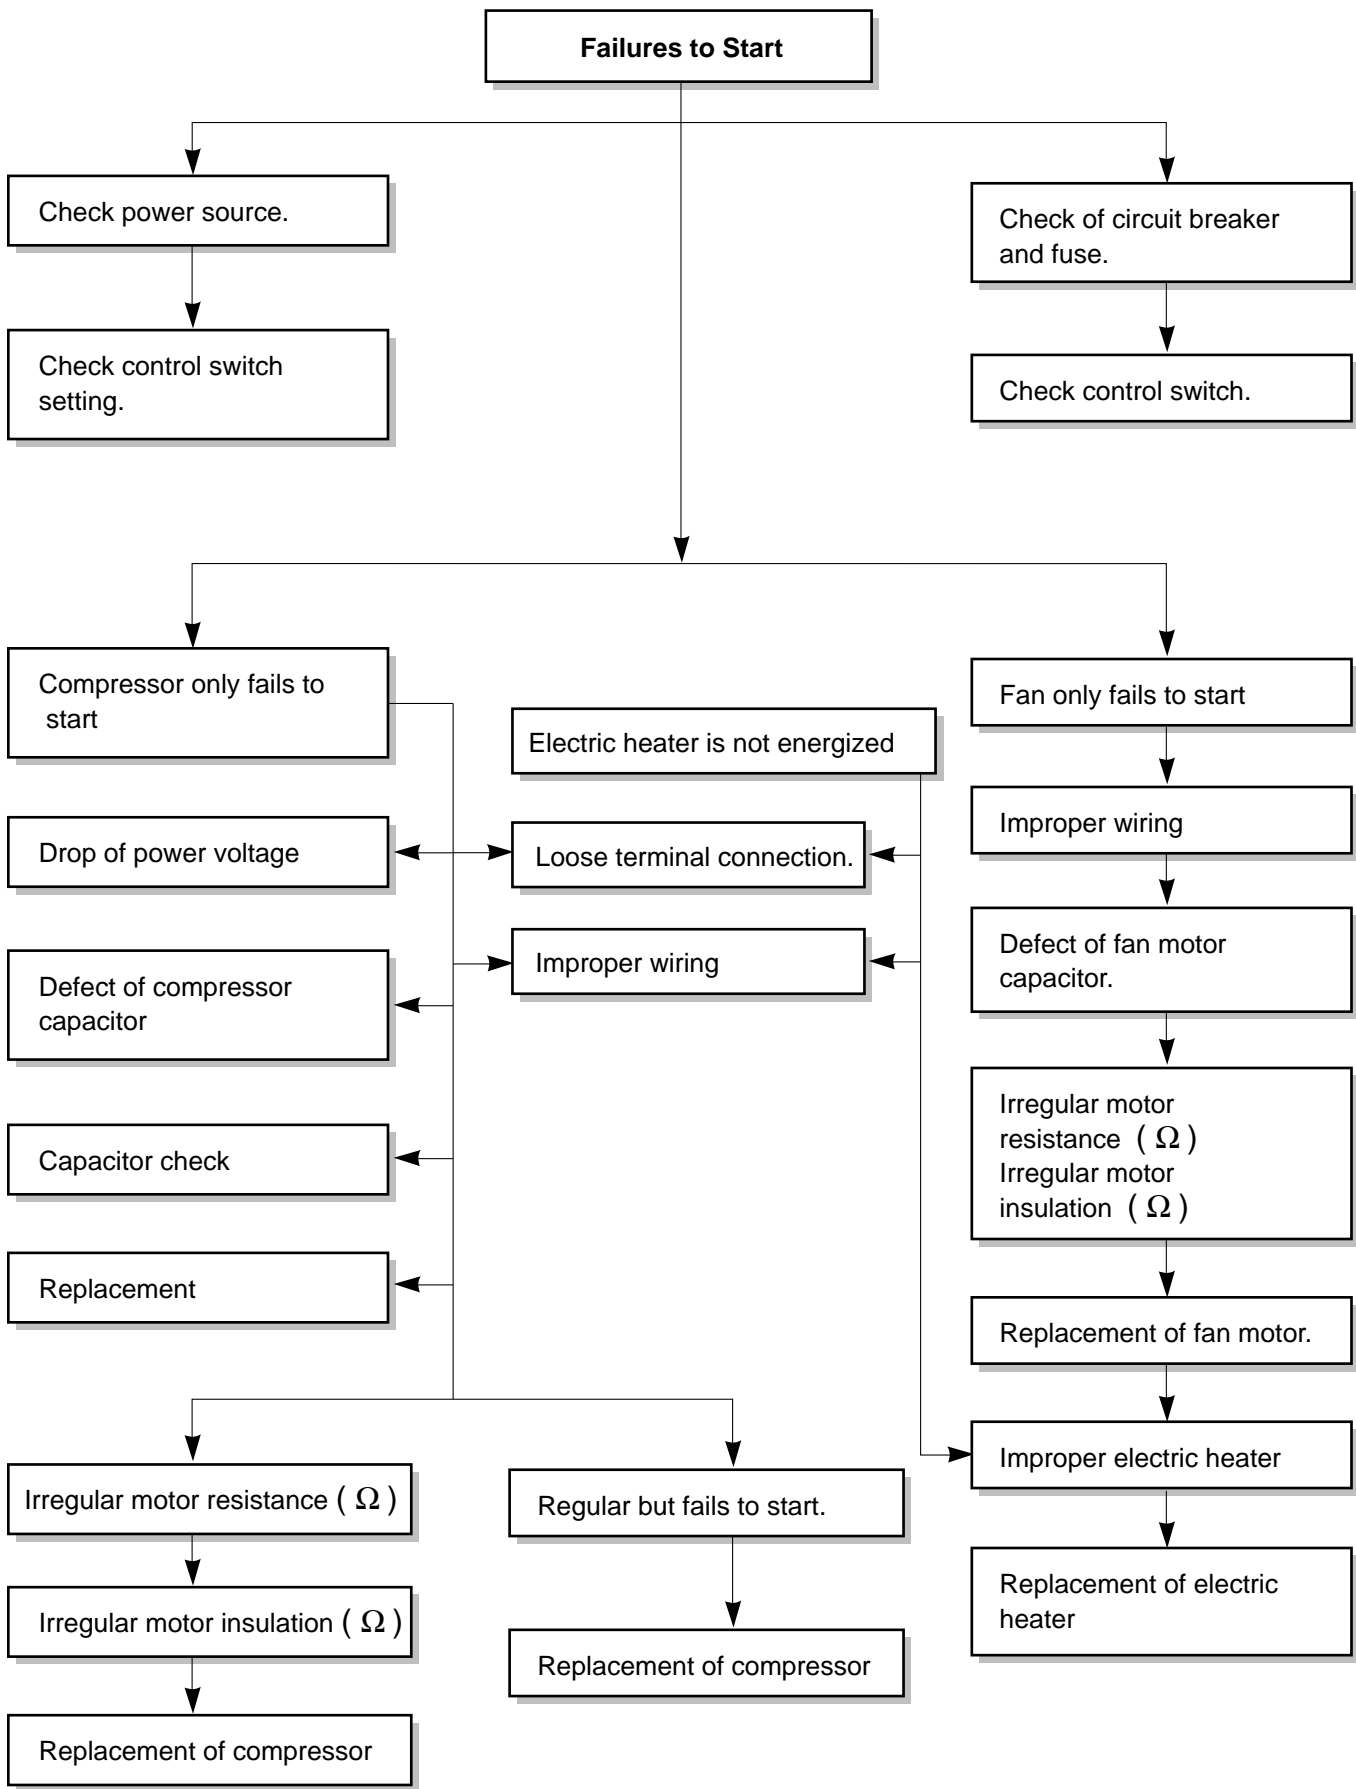 Failures to Start
Check power source.
Check of circuit breaker
and fuse.
Check control switch
setting.
Check control switch.
Compressor only fails to
start
Electric heater is not energized
Fan only fails to start
Drop of power voltage
Loose terminal connection.
Improper wiring
Defect of compressor
capacitor
Improper wiring
Defect of fan motor
capacitor.
Capacitor check
Irregular motor
resistance ( Ω )
Irregular motor
insulation ( Ω )
Replacement
Replacement of fan motor.
Irregular motor resistance ( Ω )
Regular but fails to start.
Improper electric heater
Irregular motor insulation ( Ω )
Replacement of compressor
Replacement of electric
heater
Replacement of compressor